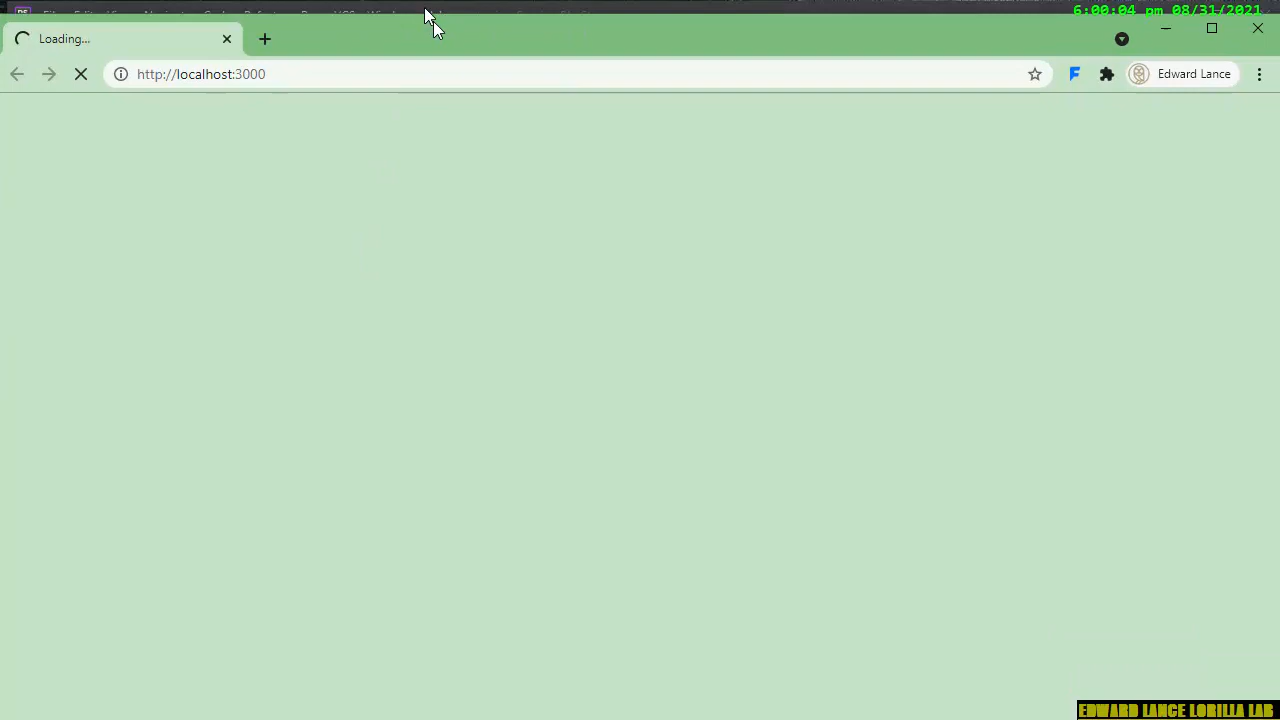 6:00:04 pm 08/31/2021
Loading...
http://localhost:3000
Edward Lance
EDWARD LANCE LORILLA LAB